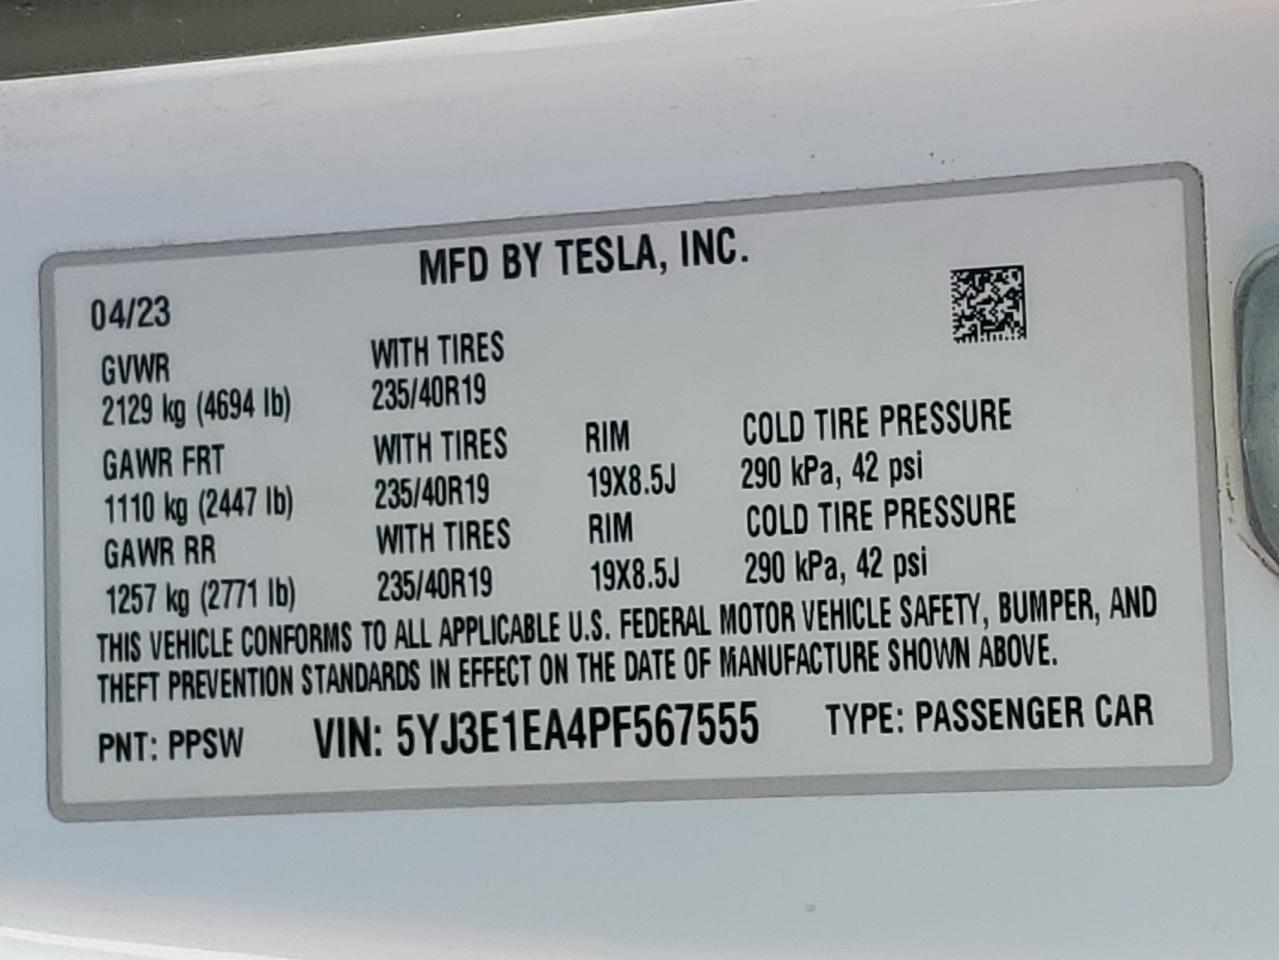 MFD BY TESLA, INC.
04/23
GVWR WITH TIRES
2129 kg (4694 lb) 235/40R19
GAWR FRT WITH TIRES RIM COLD TIRE PRESSURE
1110 kg (2447 lb) 235/40R19 19X8.5J 290 kPa, 42 psi
GAWR RR WITH TIRES RIM COLD TIRE PRESSURE
1257 kg (2771 lb) 235/40R19 19X8.5J 290 kPa, 42 psi
THIS VEHICLE CONFORMS TO ALL APPLICABLE U.S. FEDERAL MOTOR VEHICLE SAFETY, BUMPER, AND
THEFT PREVENTION STANDARDS IN EFFECT ON THE DATE OF MANUFACTURE SHOWN ABOVE.
PNT: PPSW VIN: 5YJ3E1EA4PF567555 TYPE: PASSENGER CAR